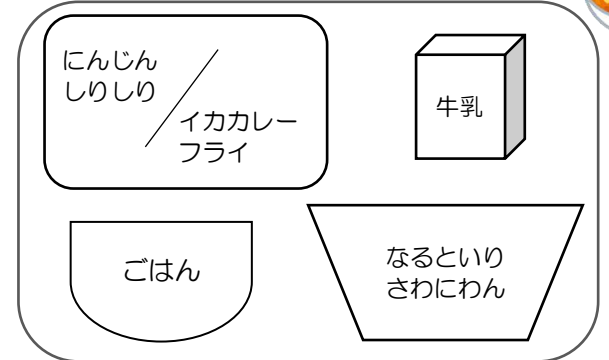 にんじん
しりしり
イカカレー
フライ
牛乳
ごはん
なるといり
さわにわん